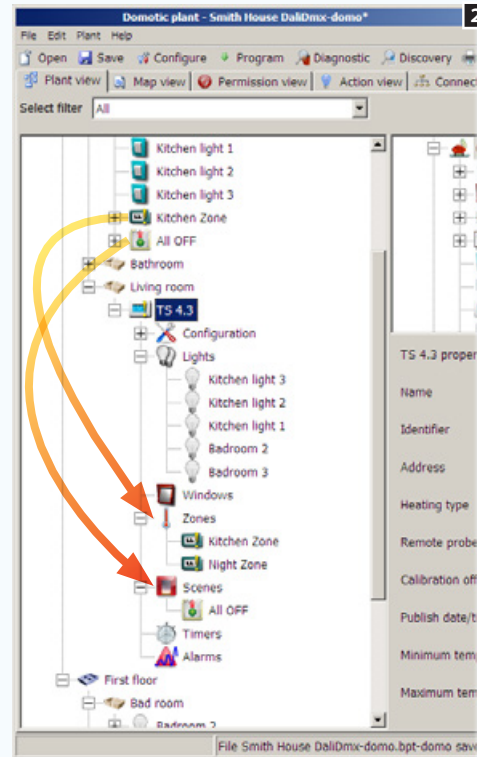 Domotic plant - Smith House DaliDmx-domo*
2
File Edit Plant Help
Open Save Configure Program Diagnostic Discovery
Plant view Map view Permission view Action view Connect
Select filter All
Kitchen light 1
Kitchen light 2
Kitchen light 3
Kitchen Zone
All OFF
Bathroom
Living room
TS 4.3
Configuration
Lights
Kitchen light 3
Kitchen light 2
Kitchen light 1
Badroom 2
Badroom 3
Windows
Zones
Kitchen Zone
Night Zone
Scenes
All OFF
Timers
Alarms
First floor
Bad room
Badroom 2
TS 4.3 proper
Name
Identifier
Address
Heating type
Remote probe
Calibration off
Publish date/t
Minimum tem
Maximum tem
File Smith House DaliDmx-domo.bpt-domo save